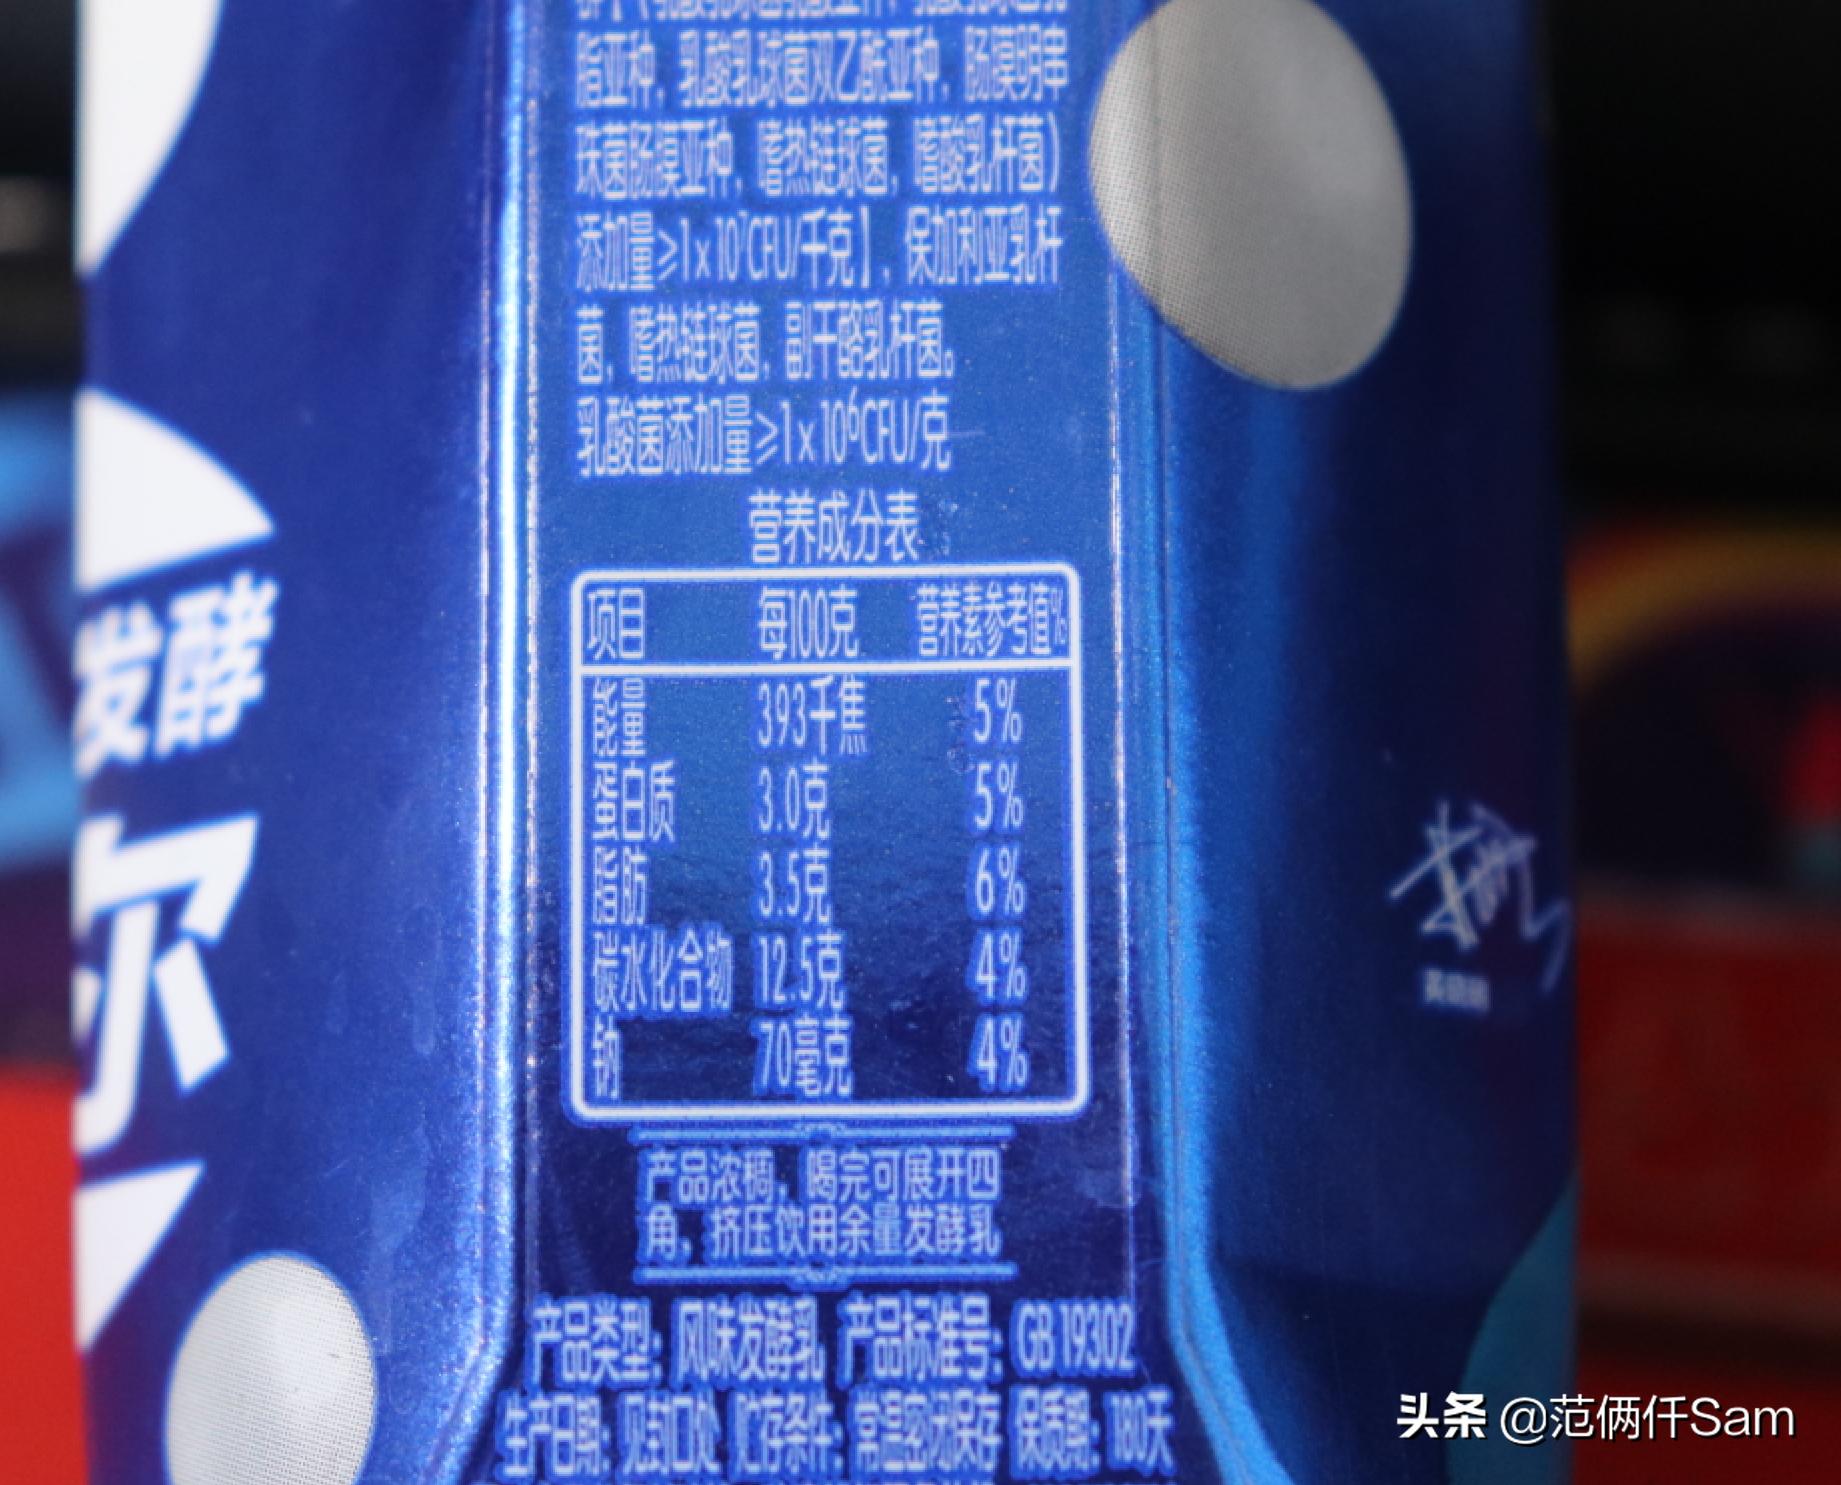 脂亚种，乳酸乳球菌双乙酰亚种，肠膜明串
珠菌肠膜亚种，嗜热链球菌，嗜酸乳杆菌）
添加量≥1×10⁷CFU/千克】，保加利亚乳杆
菌，嗜热链球菌，副干酪乳杆菌。
乳酸菌添加量≥1×10⁶CFU/克
营养成分表
项目 每100克 营养素参考值%
能量 393千焦 5%
蛋白质 3.0克 5%
脂肪 3.5克 6%
碳水化合物 12.5克 4%
钠 70毫克 4%
产品浓稠，喝完可展开四
角，挤压饮用余量发酵乳
产品类型：风味发酵乳 产品标准号：GB 19302
生产日期：见封口处 贮存条件：常温密闭保存 保质期：180天
发酵
尔
头条 @范俩仟Sam